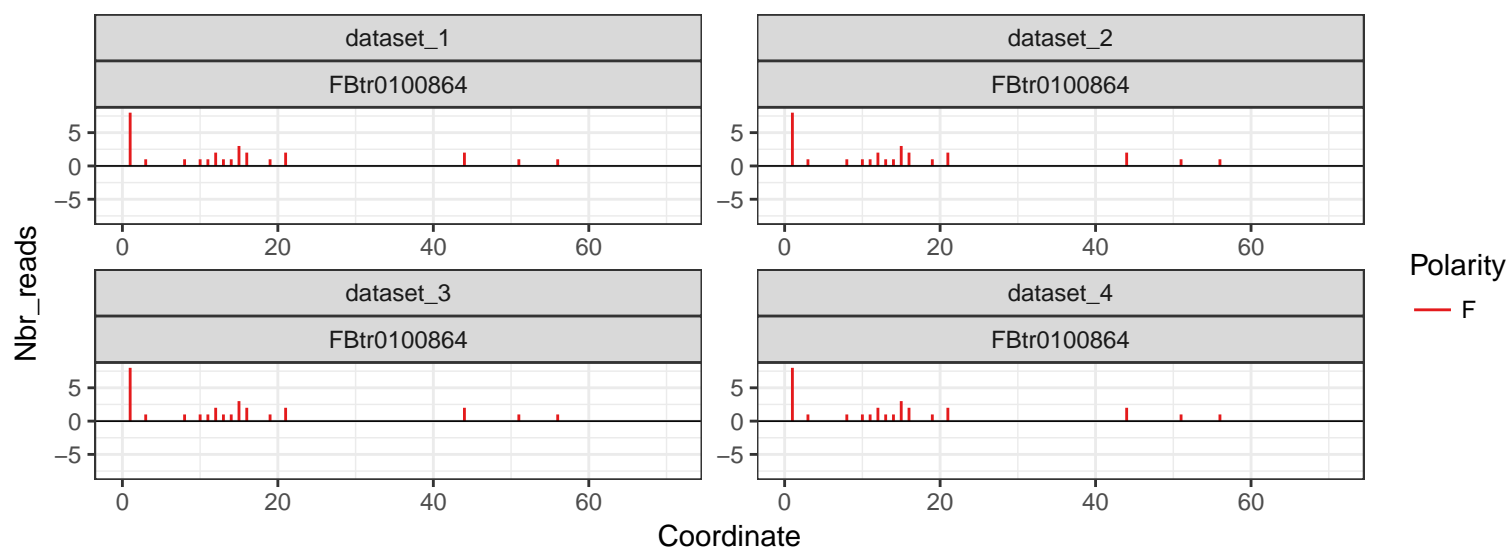 dataset_1
FBtr0100864
5
0
–5
0 20 40 60
dataset_2
FBtr0100864
5
0
–5
0 20 40 60
dataset_3
FBtr0100864
5
0
–5
0 20 40 60
dataset_4
FBtr0100864
5
0
–5
0 20 40 60
Nbr_reads
Coordinate
Polarity
F